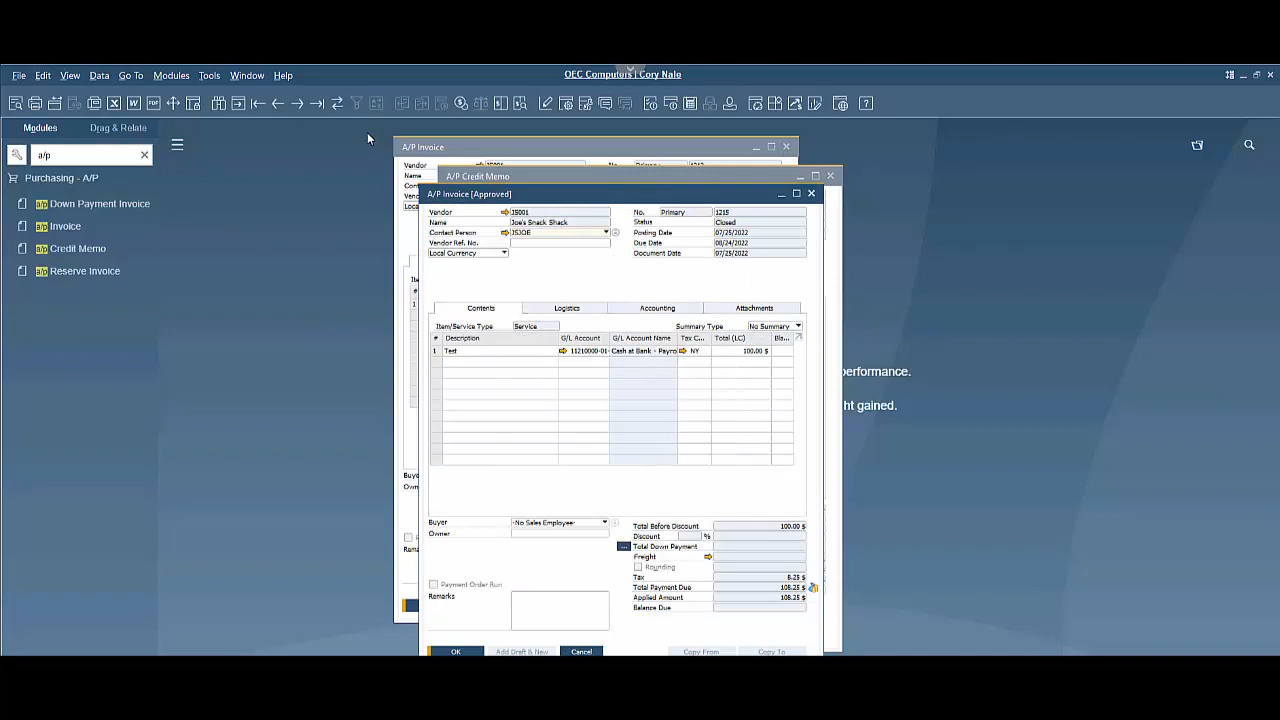 File Edit View Data Go To Modules Tools Window Help
OEC Computers | Cory Nale
Modules Drag & Relate
a/p
Purchasing - A/P
a/p Down Payment Invoice
a/p Invoice
a/p Credit Memo
a/p Reserve Invoice
performance.
ht gained.
A/P Invoice
Vendor
Name
A/P Credit Memo
A/P Invoice [Approved]
Vendor JS001 No. Primary 1215
Name Joe's Snack Shack Status Closed
Contact Person JSJOE Posting Date 07/25/2022
Vendor Ref. No. Due Date 08/24/2022
Local Currency Document Date 07/25/2022
Contents Logistics Accounting Attachments
Item/Service Type Service Summary Type No Summary
# Description G/L Account G/L Account Name Tax C... Total (LC) Bla...
1 Test 11210000-01- Cash at Bank - Payro NY 100.00 $
Buyer -No Sales Employee-
Owner
Total Before Discount 100.00 $
Discount %
... Total Down Payment
Freight
Rounding
Tax 8.25 $
Total Payment Due 108.25 $
Applied Amount 108.25 $
Balance Due
Payment Order Run
Remarks
OK Add Draft & New Cancel Copy From Copy To